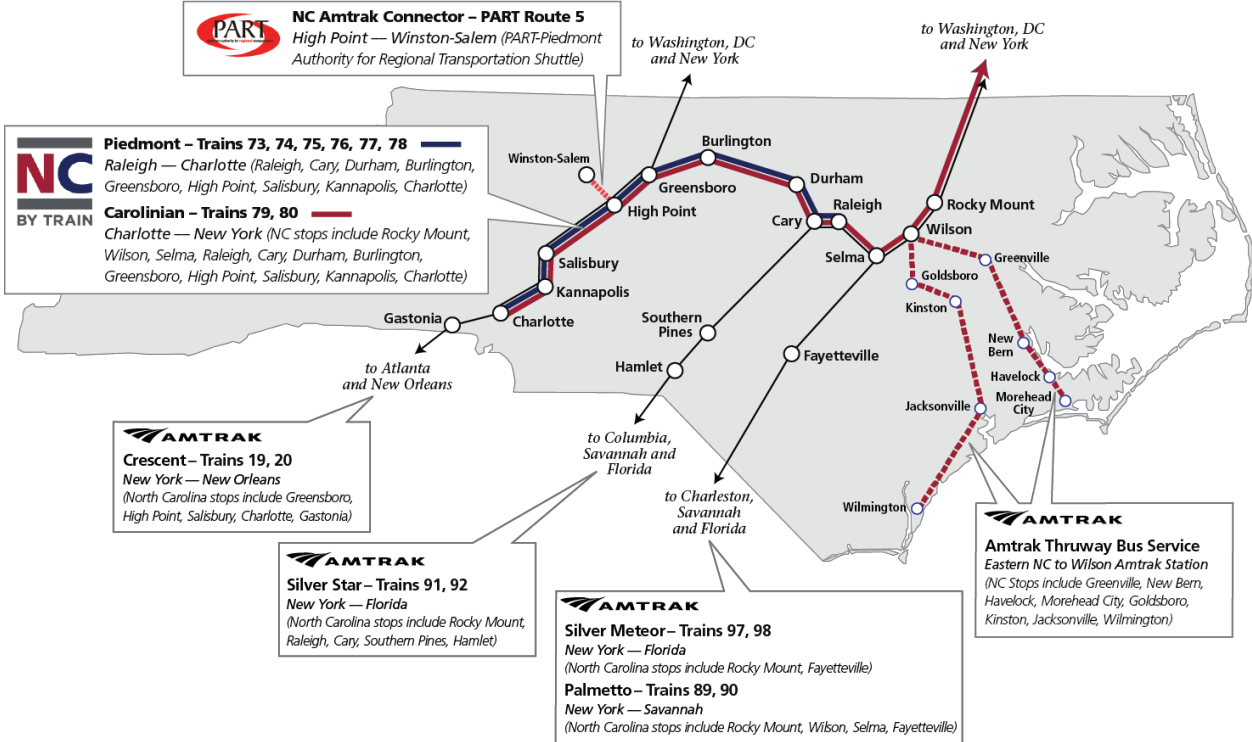 PART
NC Amtrak Connector – PART Route 5
High Point — Winston-Salem (PART-Piedmont
Authority for Regional Transportation Shuttle)
to Washington, DC
and New York
to Washington, DC
and New York
NC
BY TRAIN
Piedmont – Trains 73, 74, 75, 76, 77, 78
Raleigh — Charlotte (Raleigh, Cary, Durham, Burlington,
Greensboro, High Point, Salisbury, Kannapolis, Charlotte)
Carolinian – Trains 79, 80
Charlotte — New York (NC stops include Rocky Mount,
Wilson, Selma, Raleigh, Cary, Durham, Burlington,
Greensboro, High Point, Salisbury, Kannapolis, Charlotte)
Winston-Salem
Burlington
Greensboro
Durham
High Point
Cary
Raleigh
Rocky Mount
Wilson
Selma
Salisbury
Kannapolis
Goldsboro
Greenville
Kinston
Gastonia
Charlotte
Southern
Pines
Hamlet
Fayetteville
New
Bern
Havelock
Morehead
City
Jacksonville
Wilmington
to Atlanta
and New Orleans
to Columbia,
Savannah and
Florida
to Charleston,
Savannah
and Florida
AMTRAK
Crescent – Trains 19, 20
New York — New Orleans
(North Carolina stops include Greensboro,
High Point, Salisbury, Charlotte, Gastonia)
AMTRAK
Silver Star – Trains 91, 92
New York — Florida
(North Carolina stops include Rocky Mount,
Raleigh, Cary, Southern Pines, Hamlet)
AMTRAK
Silver Meteor – Trains 97, 98
New York — Florida
(North Carolina stops include Rocky Mount, Fayetteville)
Palmetto – Trains 89, 90
New York — Savannah
(North Carolina stops include Rocky Mount, Wilson, Selma, Fayetteville)
AMTRAK
Amtrak Thruway Bus Service
Eastern NC to Wilson Amtrak Station
(NC Stops include Greenville, New Bern,
Havelock, Morehead City, Goldsboro,
Kinston, Jacksonville, Wilmington)